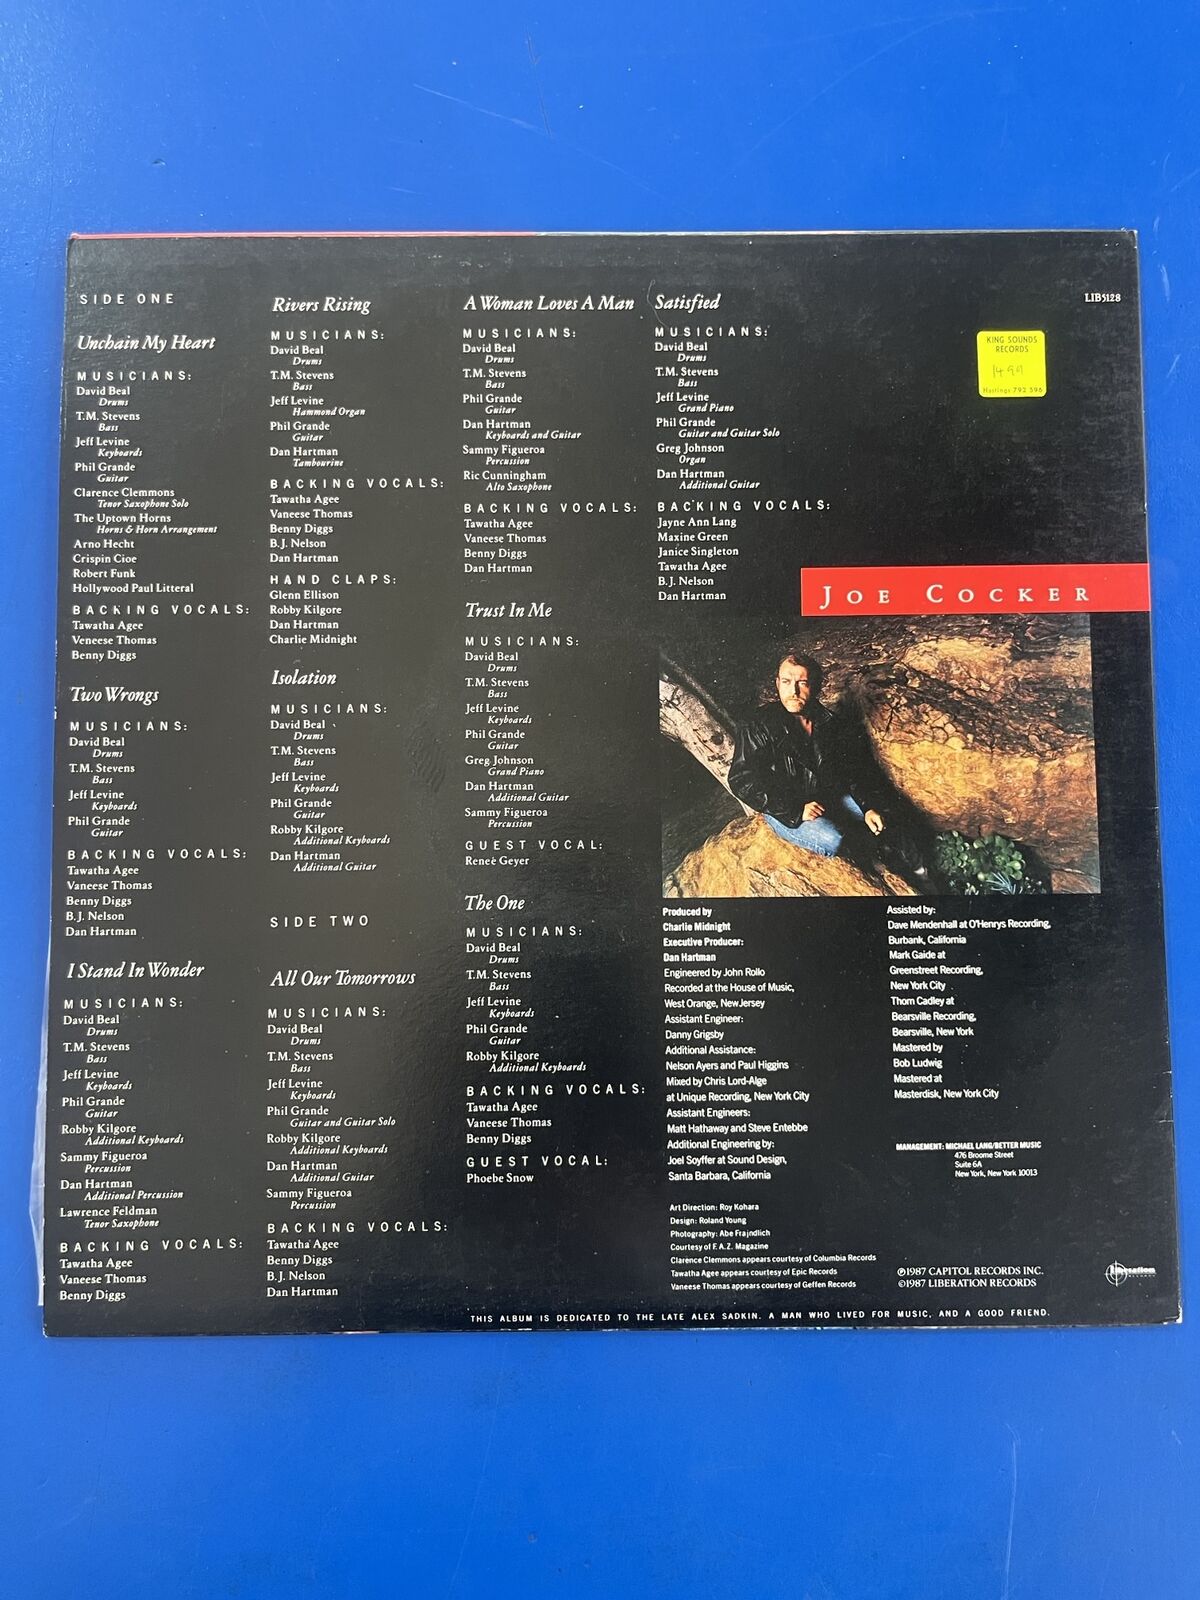 SIDE ONE
Unchain My Heart
MUSICIANS:
David Beal
Drums
T.M. Stevens
Bass
Jeff Levine
Keyboards
Phil Grande
Guitar
Clarence Clemmons
Tenor Saxophone Solo
The Uptown Horns
Horns & Horn Arrangement
Arno Hecht
Crispin Cioe
Robert Funk
Hollywood Paul Litteral
BACKING VOCALS:
Tawatha Agee
Veneese Thomas
Benny Diggs
Two Wrongs
MUSICIANS:
David Beal
Drums
T.M. Stevens
Bass
Jeff Levine
Keyboards
Phil Grande
Guitar
BACKING VOCALS:
Tawatha Agee
Vaneese Thomas
Benny Diggs
B.J. Nelson
Dan Hartman
I Stand In Wonder
MUSICIANS:
David Beal
Drums
T.M. Stevens
Bass
Jeff Levine
Keyboards
Phil Grande
Guitar
Robby Kilgore
Additional Keyboards
Sammy Figueroa
Percussion
Dan Hartman
Additional Percussion
Lawrence Feldman
Tenor Saxophone
BACKING VOCALS:
Tawatha Agee
Vaneese Thomas
Benny Diggs
Rivers Rising
MUSICIANS:
David Beal
Drums
T.M. Stevens
Bass
Jeff Levine
Hammond Organ
Phil Grande
Guitar
Dan Hartman
Tambourine
BACKING VOCALS:
Tawatha Agee
Vaneese Thomas
Benny Diggs
B.J. Nelson
Dan Hartman
HAND CLAPS:
Glenn Ellison
Robby Kilgore
Dan Hartman
Charlie Midnight
Isolation
MUSICIANS:
David Beal
Drums
T.M. Stevens
Bass
Jeff Levine
Keyboards
Phil Grande
Guitar
Robby Kilgore
Additional Keyboards
Dan Hartman
Additional Guitar
SIDE TWO
All Our Tomorrows
MUSICIANS:
David Beal
Drums
T.M. Stevens
Bass
Jeff Levine
Keyboards
Phil Grande
Guitar and Guitar Solo
Robby Kilgore
Additional Keyboards
Dan Hartman
Additional Guitar
Sammy Figueroa
Percussion
BACKING VOCALS:
Tawatha Agee
Benny Diggs
B.J. Nelson
Dan Hartman
A Woman Loves A Man
MUSICIANS:
David Beal
Drums
T.M. Stevens
Bass
Phil Grande
Guitar
Dan Hartman
Keyboards and Guitar
Sammy Figueroa
Percussion
Ric Cunningham
Alto Saxophone
BACKING VOCALS:
Tawatha Agee
Vaneese Thomas
Benny Diggs
Dan Hartman
Trust In Me
MUSICIANS:
David Beal
Drums
T.M. Stevens
Bass
Jeff Levine
Keyboards
Phil Grande
Guitar
Greg Johnson
Grand Piano
Dan Hartman
Additional Guitar
Sammy Figueroa
Percussion
GUEST VOCAL:
Reneè Geyer
The One
MUSICIANS:
David Beal
Drums
T.M. Stevens
Bass
Jeff Levine
Keyboards
Phil Grande
Guitar
Robby Kilgore
Additional Keyboards
BACKING VOCALS:
Tawatha Agee
Vaneese Thomas
Benny Diggs
GUEST VOCAL:
Phoebe Snow
Satisfied
MUSICIANS:
David Beal
Drums
T.M. Stevens
Bass
Jeff Levine
Grand Piano
Phil Grande
Guitar and Guitar Solo
Greg Johnson
Organ
Dan Hartman
Additional Guitar
BACKING VOCALS:
Jayne Ann Lang
Maxine Green
Janice Singleton
Tawatha Agee
B.J. Nelson
Dan Hartman
LIB5128
KING SOUNDS
RECORDS
14 99
Hastings 792 596
JOE COCKER
Produced by
Charlie Midnight
Executive Producer:
Dan Hartman
Engineered by John Rollo
Recorded at the House of Music,
West Orange, New Jersey
Assistant Engineer:
Danny Grigsby
Additional Assistance:
Nelson Ayers and Paul Higgins
Mixed by Chris Lord-Alge
at Unique Recording, New York City
Assistant Engineers:
Matt Hathaway and Steve Entebbe
Additional Engineering by:
Joel Soyffer at Sound Design,
Santa Barbara, California
Assisted by:
Dave Mendenhall at O'Henrys Recording,
Burbank, California
Mark Gaide at
Greenstreet Recording,
New York City
Thom Cadley at
Bearsville Recording,
Bearsville, New York
Mastered by
Bob Ludwig
Mastered at
Masterdisk, New York City
MANAGEMENT: MICHAEL LANG/BETTER MUSIC
476 Broome Street
Suite 6A
New York, New York 10013
Art Direction: Roy Kohara
Design: Roland Young
Photography: Abe Frajndlich
Courtesy of F.A.Z. Magazine
Clarence Clemmons appears courtesy of Columbia Records
Tawatha Agee appears courtesy of Epic Records
Vaneese Thomas appears courtesy of Geffen Records
℗1987 CAPITOL RECORDS INC.
©1987 LIBERATION RECORDS
liberation
RECORDS
THIS ALBUM IS DEDICATED TO THE LATE ALEX SADKIN. A MAN WHO LIVED FOR MUSIC, AND A GOOD FRIEND.